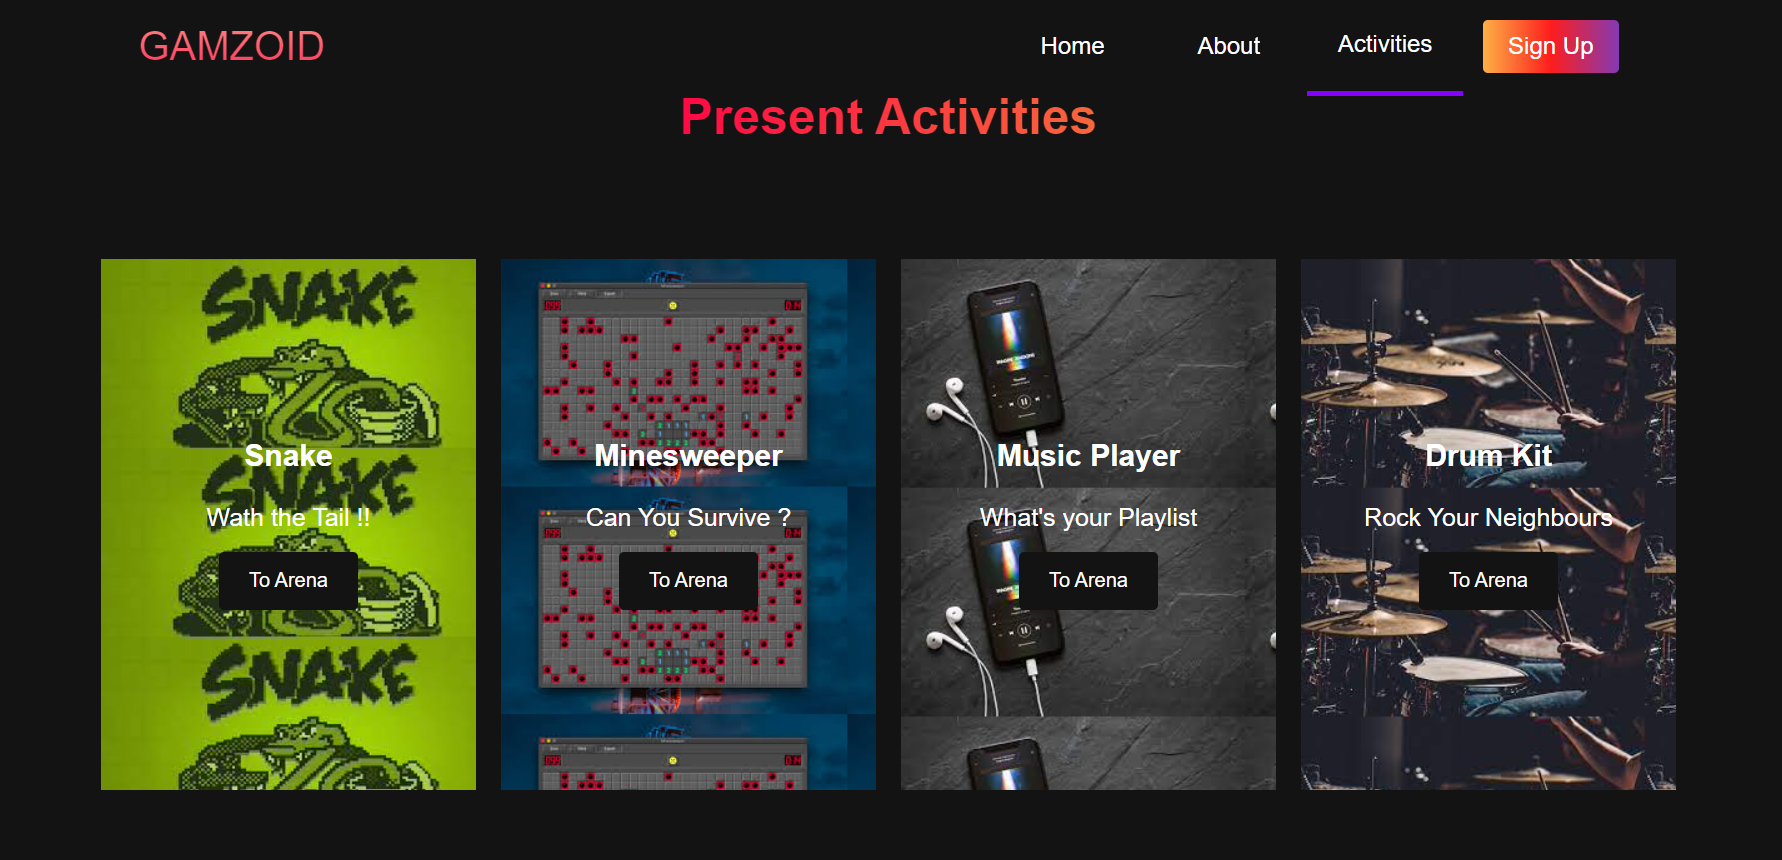 GAMZOID
Home
About
Activities
Sign Up
Present Activities
SNAKE
SNAKE
SNAKE
Snake
Wath the Tail !!
To Arena
Minesweeper
Can You Survive ?
To Arena
Music Player
What's your Playlist
To Arena
Drum Kit
Rock Your Neighbours
To Arena